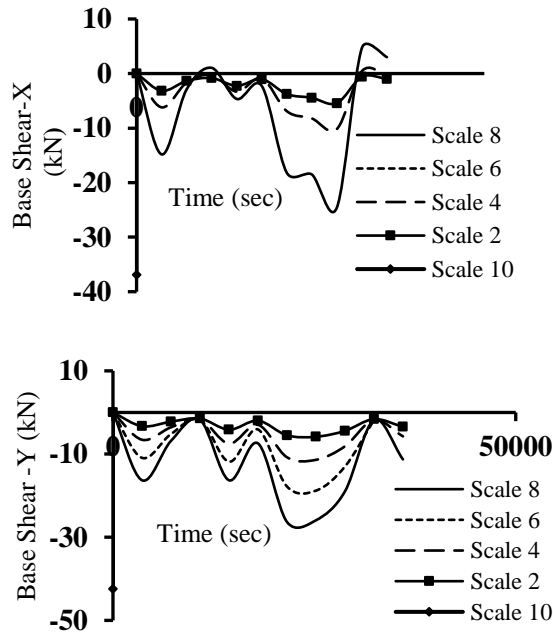 10
0
-10
-20
-30
-40
0
Base Shear-X
(kN)
Time (sec)
Scale 8
Scale 6
Scale 4
Scale 2
Scale 10
10
-10
-30
-50
0
50000
Base Shear -Y (kN)
Time (sec)
Scale 8
Scale 6
Scale 4
Scale 2
Scale 10